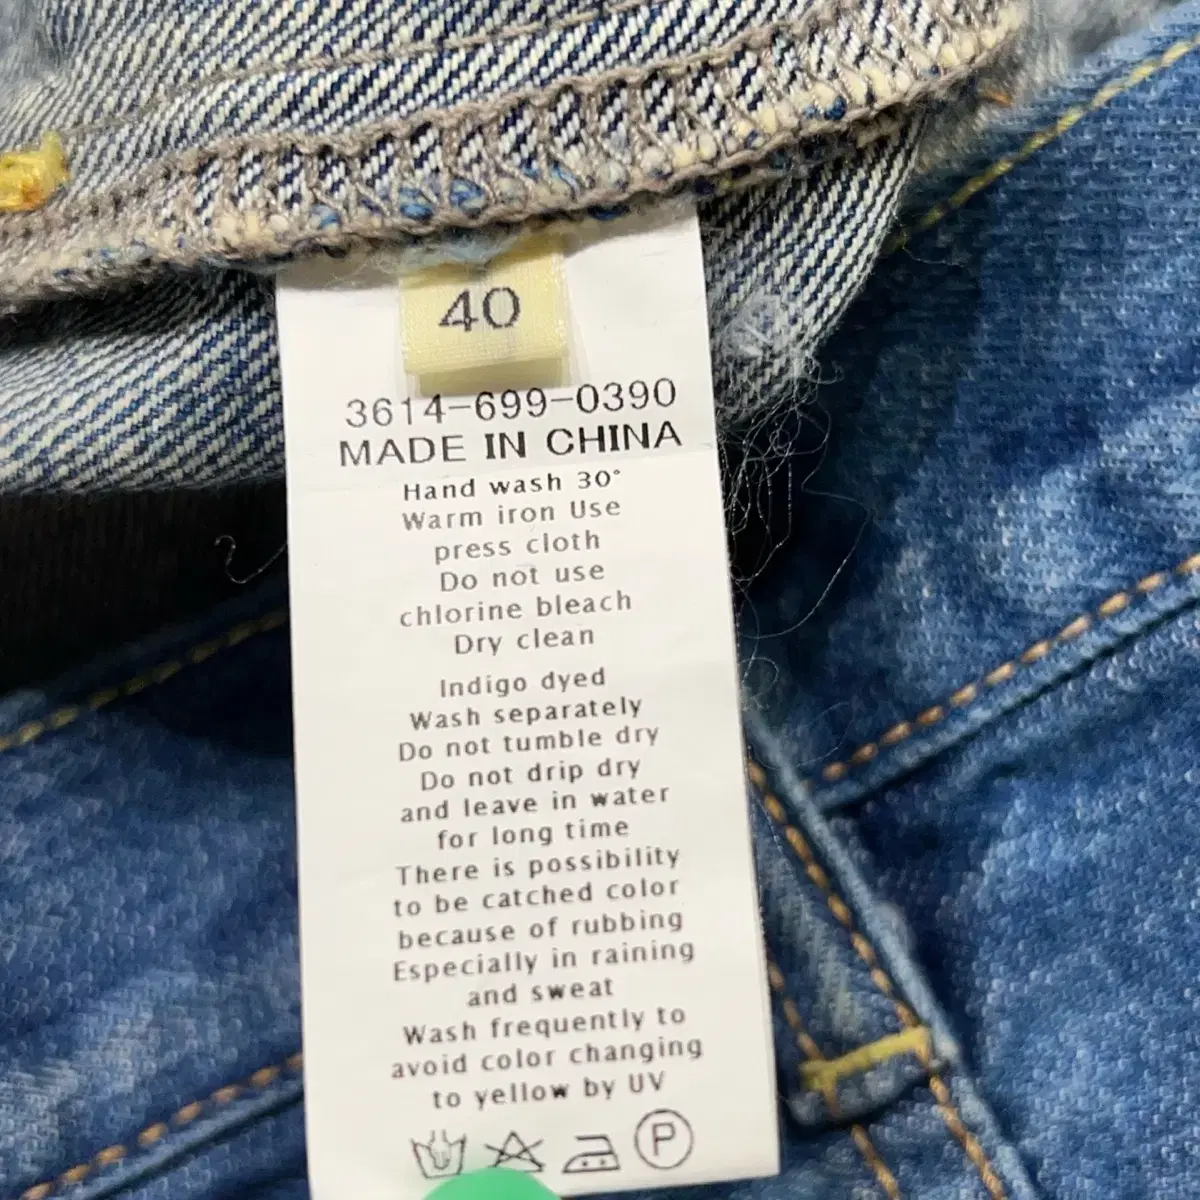 40
3614-699-0390
MADE IN CHINA
Hand wash 30°
Warm iron Use
press cloth
Do not use
chlorine bleach
Dry clean
Indigo dyed
Wash separately
Do not tumble dry
Do not drip dry
and leave in water
for long time
There is possibility
to be catched color
because of rubbing
Especially in raining
and sweat
Wash frequently to
avoid color changing
to yellow by UV
P